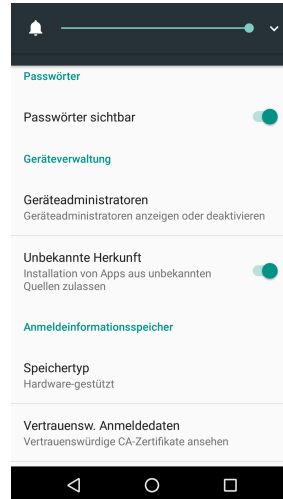 Passwörter
Passwörter sichtbar
Geräteverwaltung
Geräteadministratoren
Geräteadministratoren anzeigen oder deaktivieren
Unbekannte Herkunft
Installation von Apps aus unbekannten
Quellen zulassen
Anmeldeinformationsspeicher
Speichertyp
Hardware-gestützt
Vertrauensw. Anmeldedaten
Vertrauenswürdige CA-Zertifikate ansehen